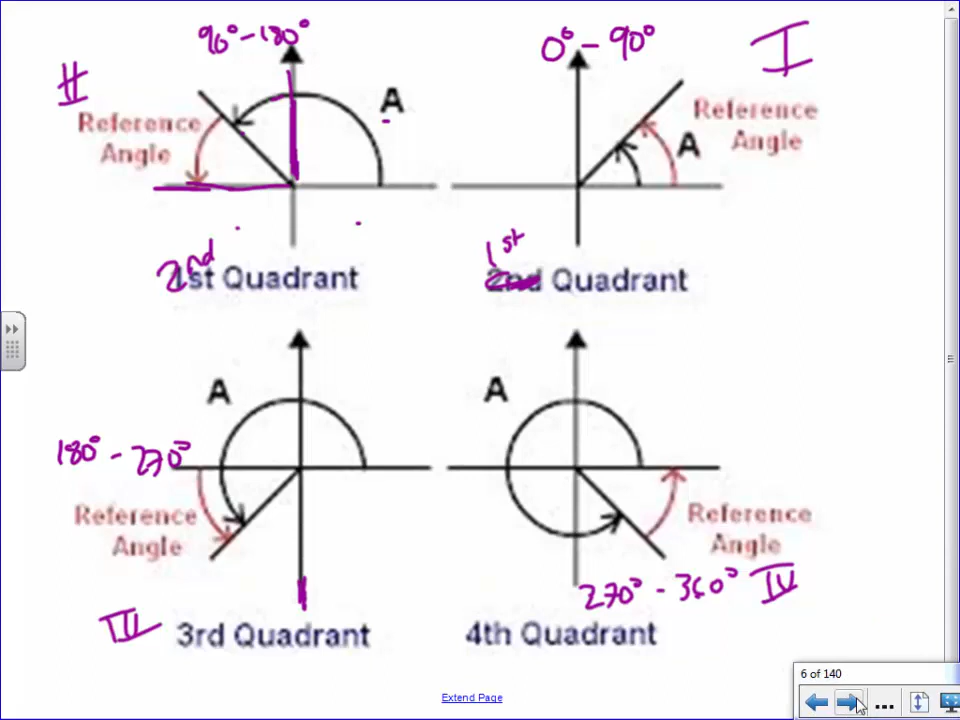 90° - 180°
II
A
Reference
Angle
2nd
1st Quadrant
0° - 90°
I
Reference
Angle
A
1st
2nd Quadrant
A
180° - 270°
Reference
Angle
III
3rd Quadrant
A
Reference
Angle
270° - 360° IV
4th Quadrant
6 of 140
Extend Page